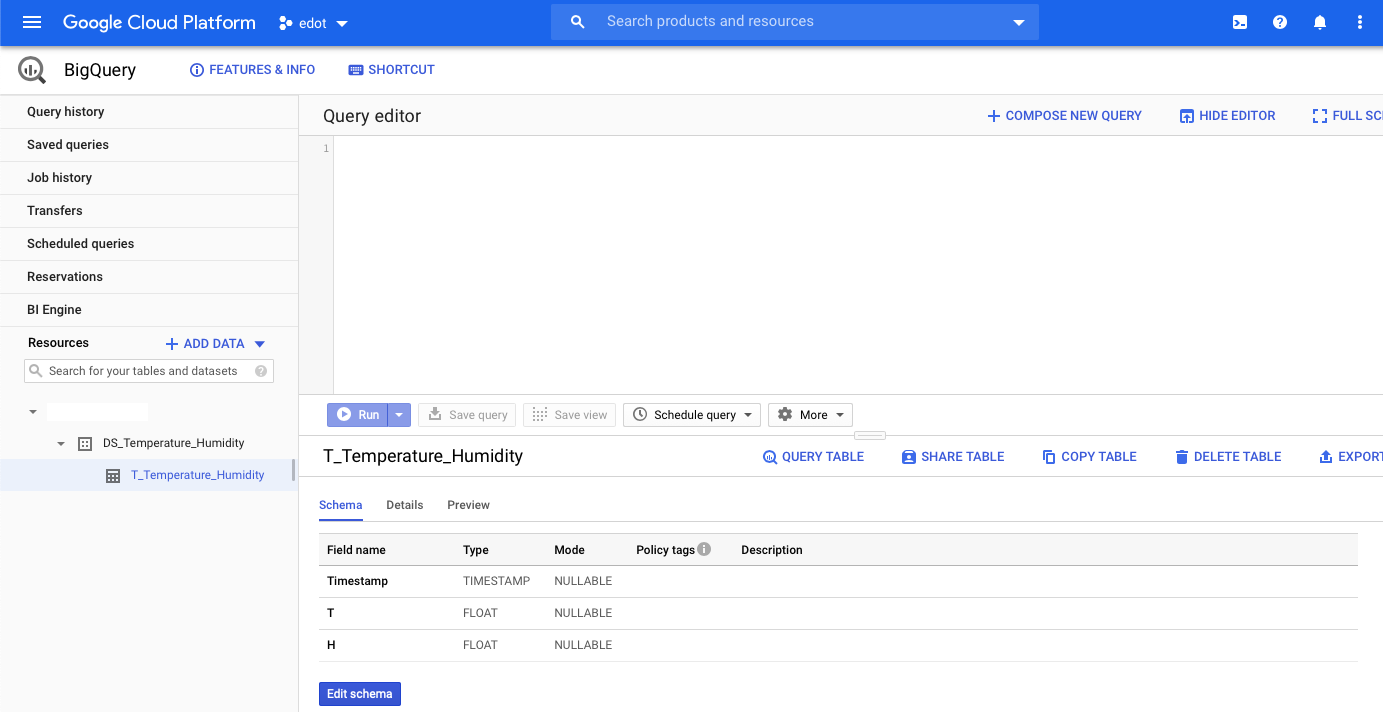 Google Cloud Platform edot Search products and resources
BigQuery FEATURES & INFO SHORTCUT
Query history
Saved queries
Job history
Transfers
Scheduled queries
Reservations
BI Engine
Resources ADD DATA
Search for your tables and datasets
DS_Temperature_Humidity
T_Temperature_Humidity
Query editor COMPOSE NEW QUERY HIDE EDITOR FULL SC
1
Run Save query Save view Schedule query More
T_Temperature_Humidity QUERY TABLE SHARE TABLE COPY TABLE DELETE TABLE EXPORT
Schema Details Preview
Field name Type Mode Policy tags Description
Timestamp TIMESTAMP NULLABLE
T FLOAT NULLABLE
H FLOAT NULLABLE
Edit schema